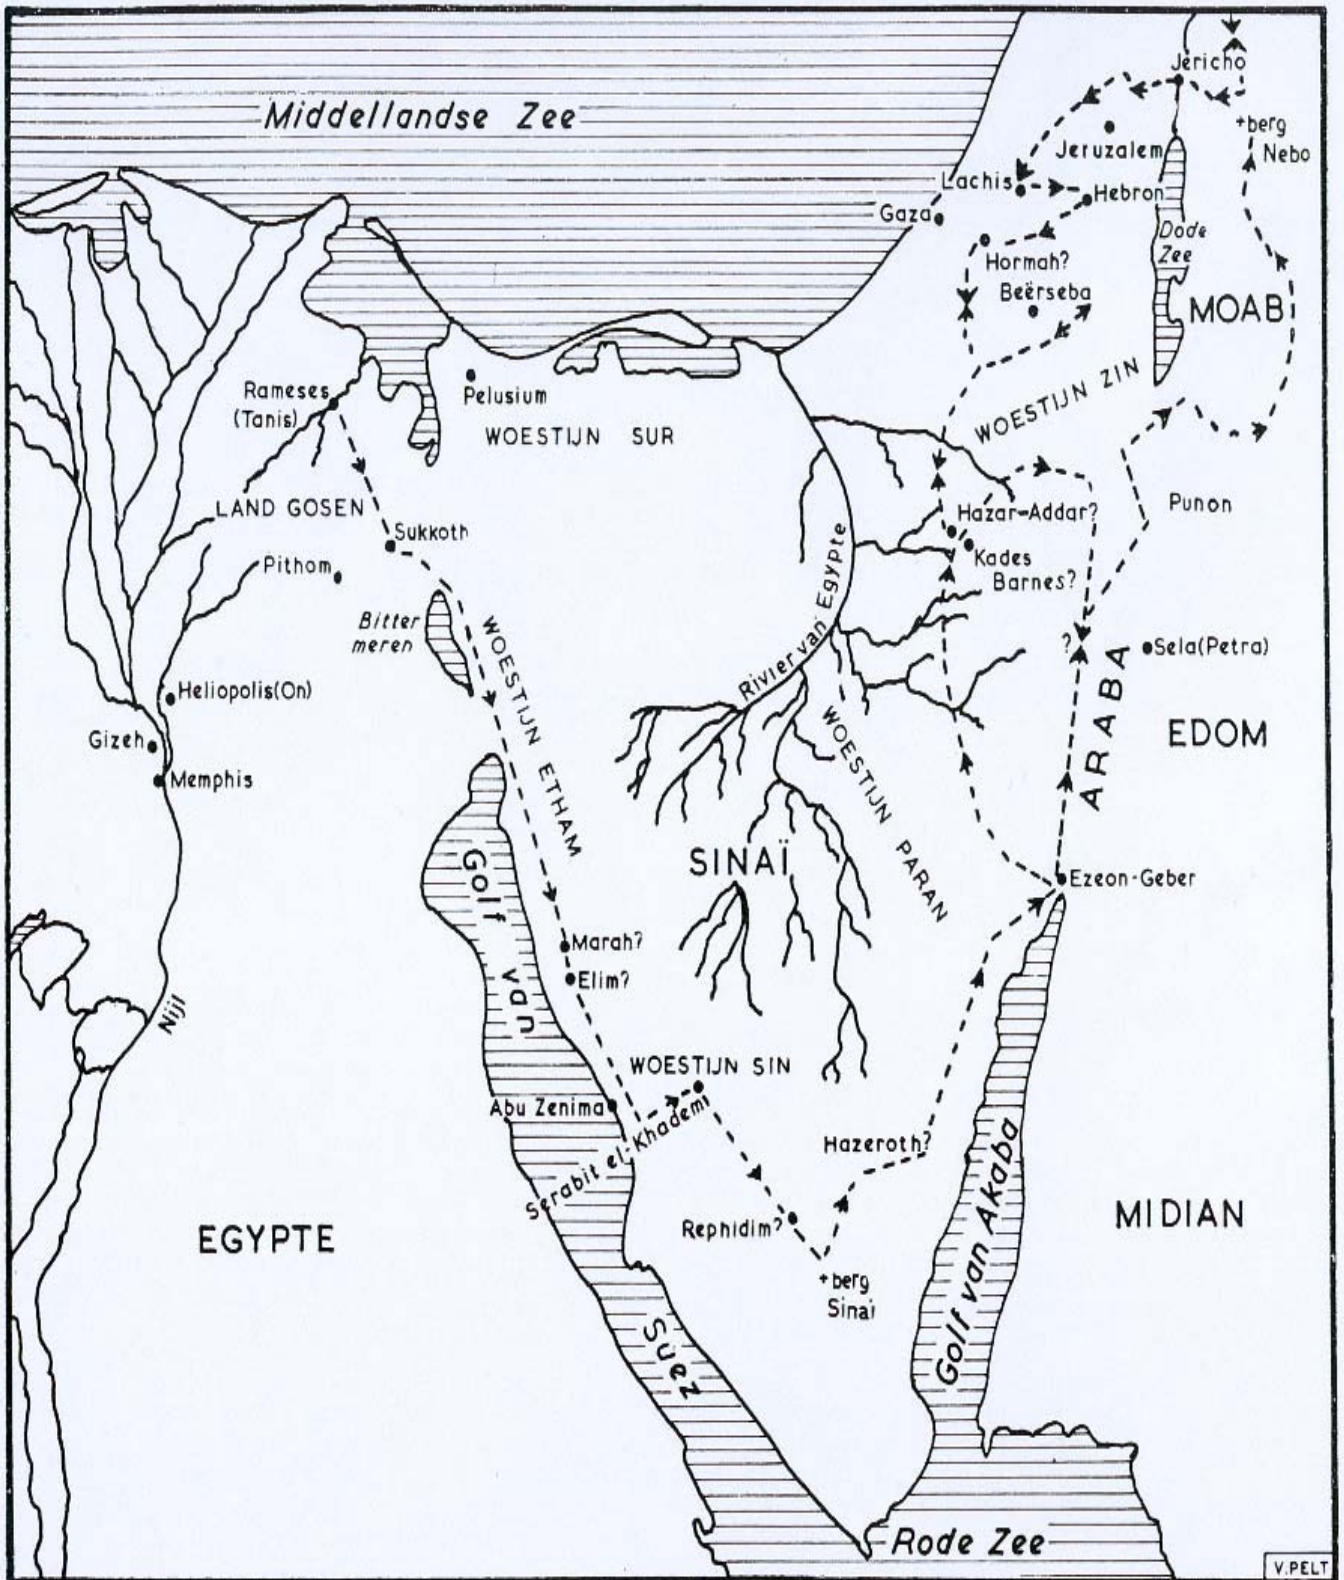 Middellandse Zee
Jericho
berg
Nebo
Jeruzalem
Lachis
Hebron
Gaza
Dode
Zee
Hormah?
Beërseba
MOAB
Rameses
(Tanis)
Pelusium
WOESTIJN SUR
WOESTIJN ZIN
LAND GOSEN
Sukkoth
Pithom
Bitter
meren
Hazar-Addar?
Kades
Barnes?
Punon
Rivier van Egypte
WOESTIJN ETHAM
?
Sela(Petra)
ARABA
EDOM
Heliopolis(On)
Gizeh
Memphis
WOESTIJN PARAN
SINAÏ
Ezeon-Geber
Golf van Suez
Marah?
Elim?
Nijl
WOESTIJN SIN
Abu Zenima
Serabit el-Khadem
Hazeroth?
Rephidim?
berg
Sinaï
Golf van Akaba
EGYPTE
MIDIAN
Rode Zee
V.PELT